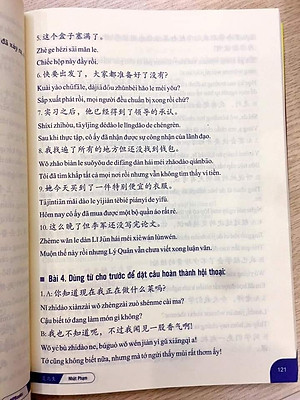 5. 这个盒子塞满了。
Zhè ge hézi sāi mǎn le.
Chiếc hộp này đầy rồi.
6. 快要出发了，大家都准备好了没有？
Kuài yào chūfā le, dàjiā dōu zhǔnbèi hǎo le méi yǒu?
Sắp xuất phát rồi, mọi người đều chuẩn bị xong rồi chứ?
7. 实习之后，他已经得到了领导的承认。
Shíxí zhīhòu, tā yǐjīng dédào le lǐngdǎo de chéngrèn.
Sau khi thực tập, cô ấy đã nhận được sự công nhận của lãnh đạo.
8. 我找遍了所有的地方但还没找到钱包。
Wǒ zhǎo biàn le suǒyǒu de dìfāng dàn hái méi zhǎodào qiánbāo.
Tôi đã tìm khắp tất cả mọi nơi rồi nhưng vẫn không tìm thấy ví tiền.
9. 她今天买到了一件特别便宜的衣服。
Tā jīntiān mǎi dào le yī jiàn tèbié piányi de yīfú.
Hôm nay cô ấy đã mua được một bộ quần áo rất rẻ.
10. 这么晚了但李军还没写完论文。
Zhème wǎn le dàn Lǐ Jūn hái méi xiě wán lùnwén.
Muộn thế này rồi nhưng Lý Quân vẫn chưa viết xong luận văn.
Bài 4. Dùng từ cho trước để đặt câu hoàn thành hội thoại:
1. A: 你知道现在我正在做什么菜吗?
Nǐ zhīdào xiànzài wǒ zhèngzài zuò shénme cài ma?
Cậu biết tớ đang làm món gì không?
B: 我也不知道呢，不过我闻见一股香气啊!
Wǒ yě bù zhīdào ne, bùguò wǒ wén jiàn yī gǔ xiāngqì a!
Tớ cũng không biết nữa, nhưng mà tớ ngửi thấy mùi rất thơm ấy!
Nhật Phạm
121